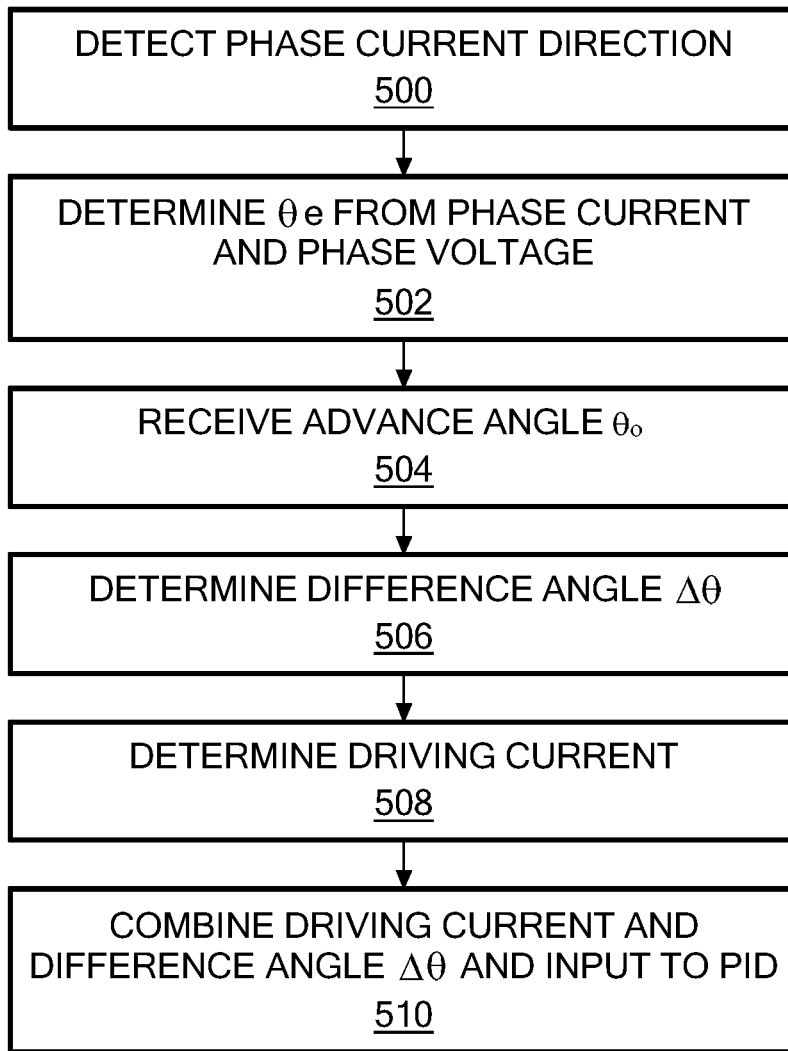 DETECT PHASE CURRENT DIRECTION
500
DETERMINE θe FROM PHASE CURRENT
AND PHASE VOLTAGE
502
RECEIVE ADVANCE ANGLE θo
504
DETERMINE DIFFERENCE ANGLE Δθ
506
DETERMINE DRIVING CURRENT
508
COMBINE DRIVING CURRENT AND
DIFFERENCE ANGLE Δθ AND INPUT TO PID
510